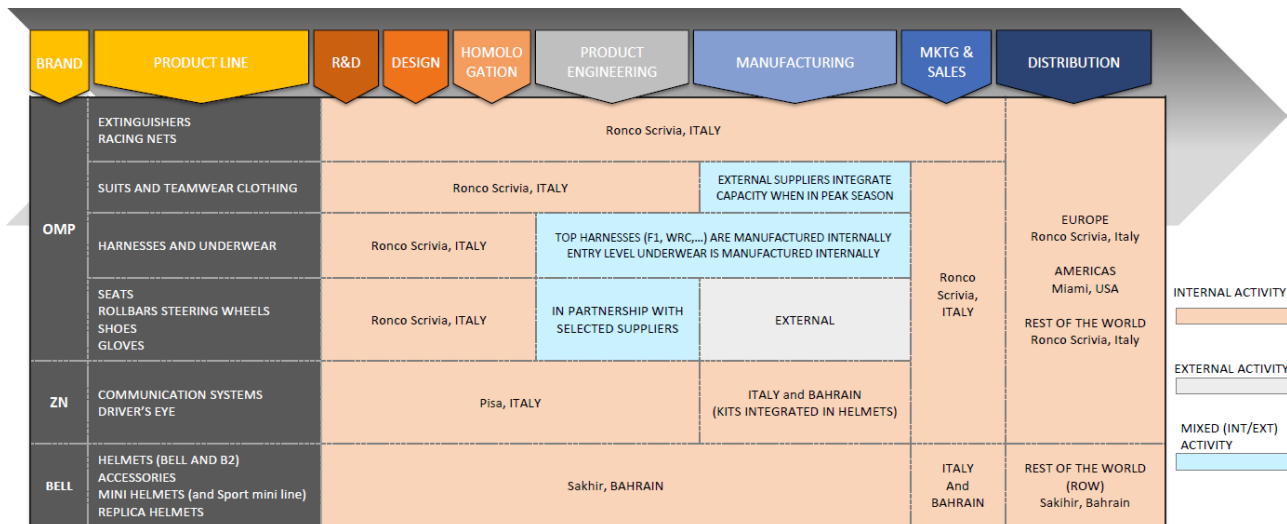 BRAND
PRODUCT LINE
R&D
DESIGN
HOMOLO
GATION
PRODUCT
ENGINEERING
MANUFACTURING
MKTG &
SALES
DISTRIBUTION
OMP
EXTINGUISHERS
RACING NETS
Ronco Scrivia, ITALY
SUITS AND TEAMWEAR CLOTHING
Ronco Scrivia, ITALY
EXTERNAL SUPPLIERS INTEGRATE
CAPACITY WHEN IN PEAK SEASON
HARNESSES AND UNDERWEAR
Ronco Scrivia, ITALY
TOP HARNESSES (F1, WRC,...) ARE MANUFACTURED INTERNALLY
ENTRY LEVEL UNDERWEAR IS MANUFACTURED INTERNALLY
SEATS
ROLLBARS STEERING WHEELS
SHOES
GLOVES
Ronco Scrivia, ITALY
IN PARTNERSHIP WITH
SELECTED SUPPLIERS
EXTERNAL
Ronco
Scrivia,
ITALY
EUROPE
Ronco Scrivia, Italy
AMERICAS
Miami, USA
REST OF THE WORLD
Ronco Scrivia, Italy
ZN
COMMUNICATION SYSTEMS
DRIVER'S EYE
Pisa, ITALY
ITALY and BAHRAIN
(KITS INTEGRATED IN HELMETS)
BELL
HELMETS (BELL AND B2)
ACCESSORIES
MINI HELMETS (and Sport mini line)
REPLICA HELMETS
Sakhir, BAHRAIN
ITALY
And
BAHRAIN
REST OF THE WORLD
(ROW)
Sakihir, Bahrain
INTERNAL ACTIVITY
EXTERNAL ACTIVITY
MIXED (INT/EXT)
ACTIVITY